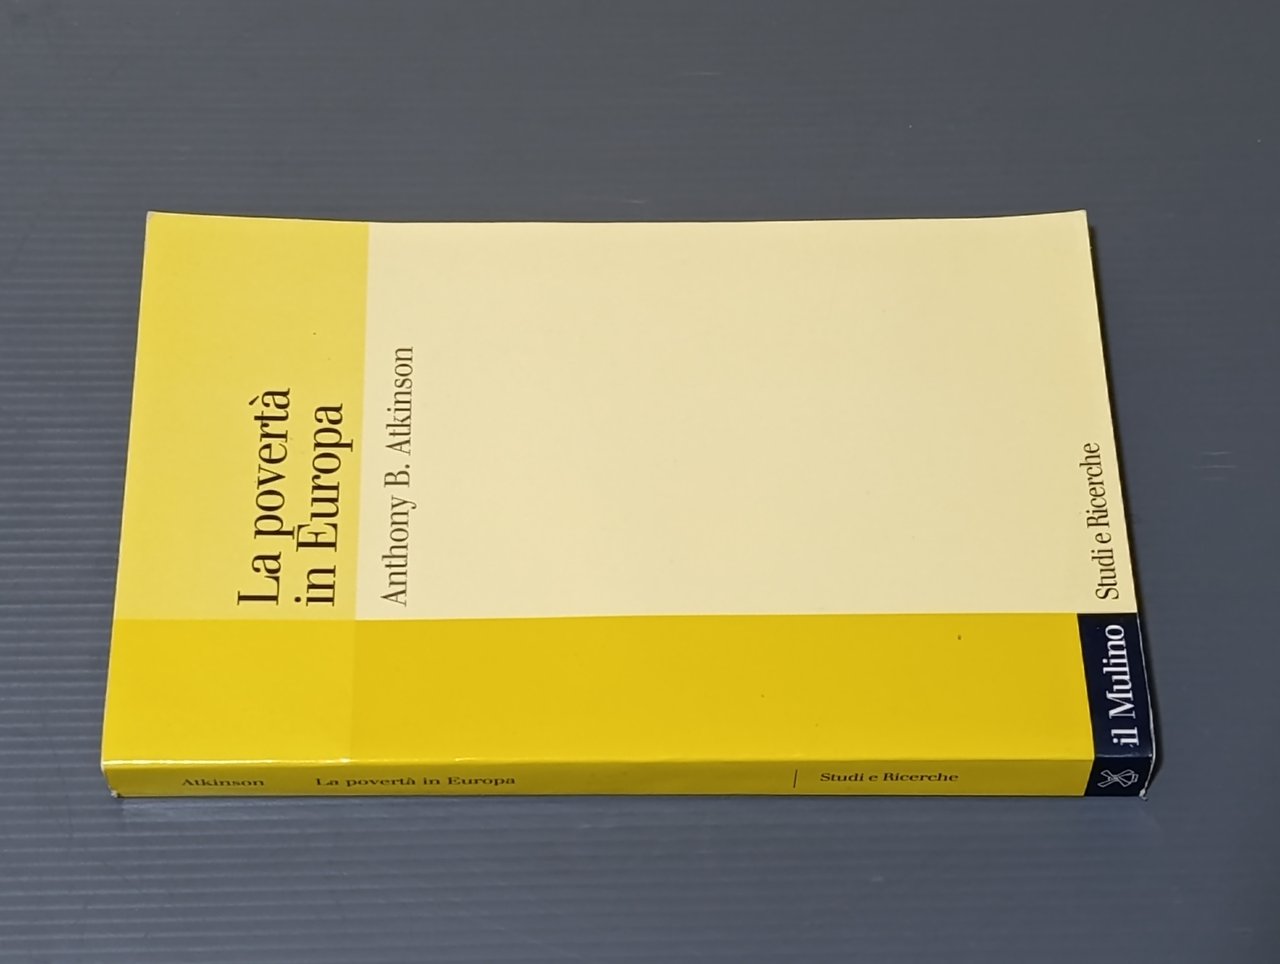 La povertà
in Europa
Anthony B. Atkinson
Studi e Ricerche
il Mulino
Atkinson La povertà in Europa Studi e Ricerche